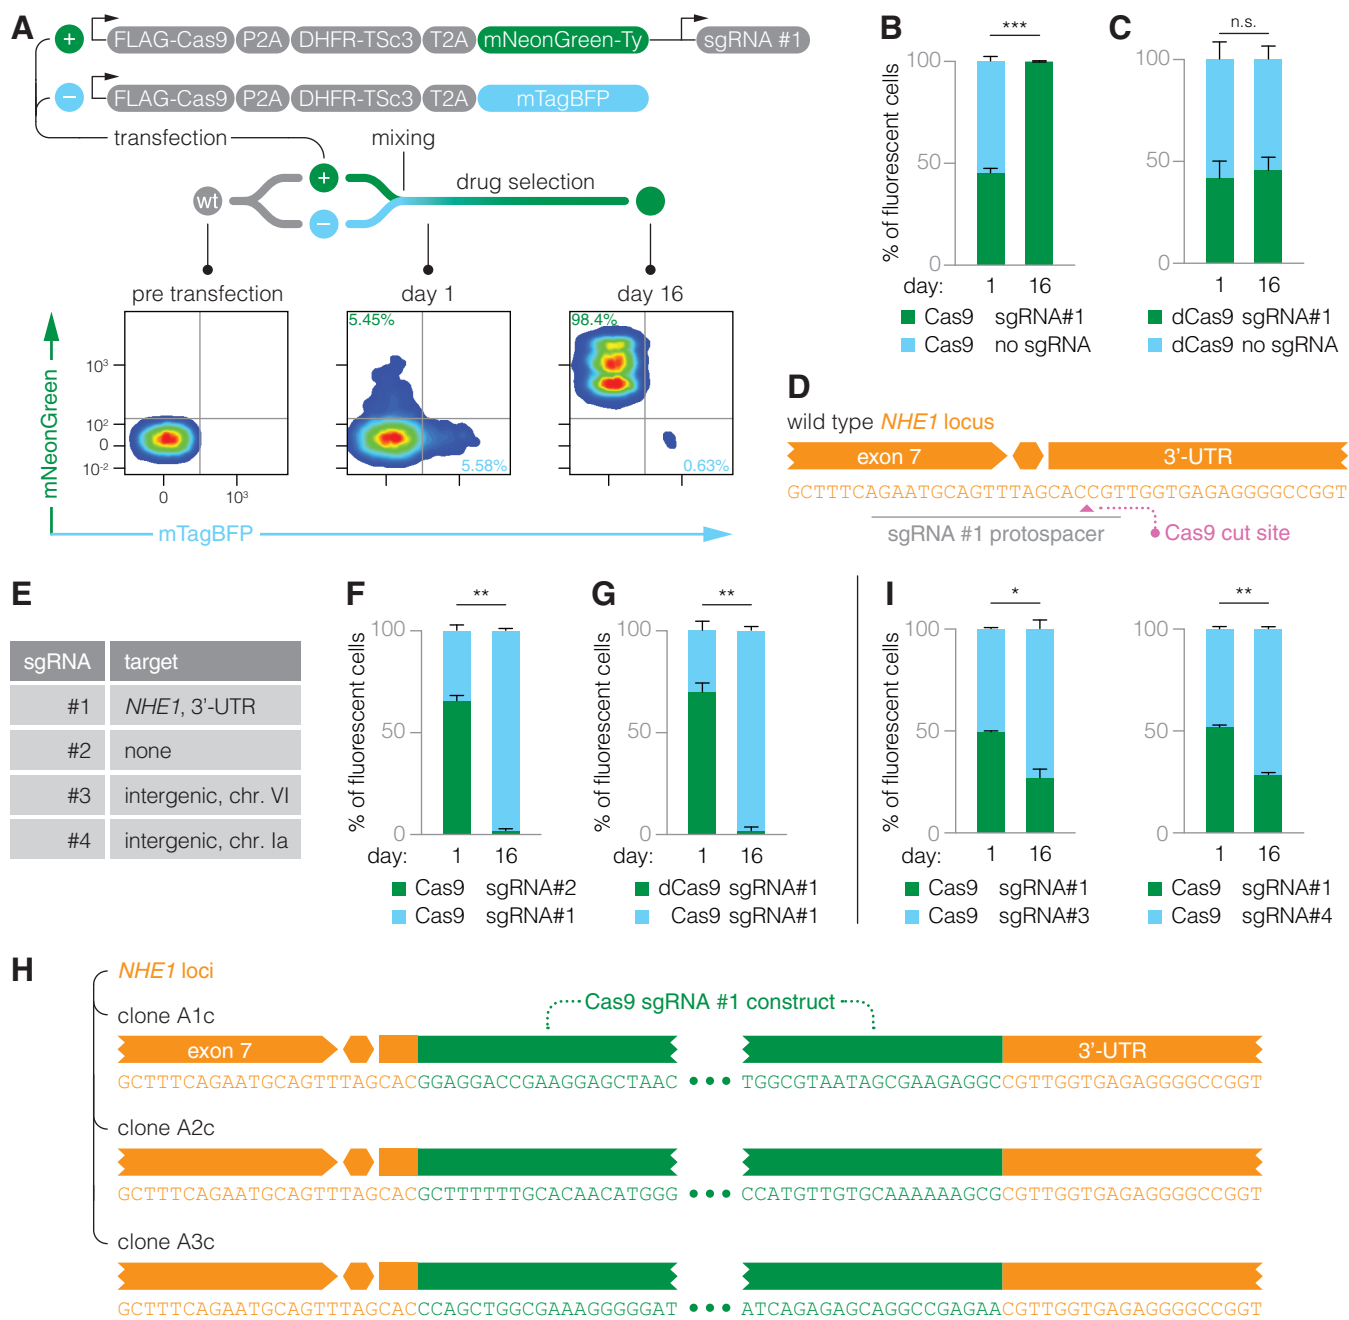 A
+
FLAG-Cas9 P2A DHFR-TSc3 T2A mNeonGreen-Ty sgRNA #1
−
FLAG-Cas9 P2A DHFR-TSc3 T2A mTagBFP
transfection
mixing
wt
+
−
drug selection
pre transfection
day 1
day 16
mNeonGreen
10³
10²
0
10⁻²
0
10³
5.45%
5.58%
98.4%
0.63%
mTagBFP
B
***
% of fluorescent cells
100
50
0
day: 1 16
Cas9 sgRNA#1
Cas9 no sgRNA
C
n.s.
100
50
0
1 16
dCas9 sgRNA#1
dCas9 no sgRNA
D
wild type NHE1 locus
exon 7
3'-UTR
GCTTTCAGAATGCAGTTTAGCACCGTTGGTGAGAGGGGCCGGT
sgRNA #1 protospacer
Cas9 cut site
E
sgRNA target
#1 NHE1, 3'-UTR
#2 none
#3 intergenic, chr. VI
#4 intergenic, chr. Ia
F
**
% of fluorescent cells
100
50
0
day: 1 16
Cas9 sgRNA#2
Cas9 sgRNA#1
G
**
% of fluorescent cells
100
50
0
day: 1 16
dCas9 sgRNA#1
Cas9 sgRNA#1
I
*
% of fluorescent cells
100
50
0
day: 1 16
Cas9 sgRNA#1
Cas9 sgRNA#3
**
100
50
0
1 16
Cas9 sgRNA#1
Cas9 sgRNA#4
H
NHE1 loci
Cas9 sgRNA #1 construct
clone A1c
exon 7
3'-UTR
GCTTTCAGAATGCAGTTTAGCACGGAGGACCGAAGGAGCTAAC ••• TGGCGTAATAGCGAAGAGGCCCGTTGGTGAGAGGGGCCGGT
clone A2c
GCTTTCAGAATGCAGTTTAGCACGCTTTTTTGCACAACATGGG ••• CCATGTTGTGCAAAAAAGCGCGTTGGTGAGAGGGGCCGGT
clone A3c
GCTTTCAGAATGCAGTTTAGCACCCAGCTGGCGAAAGGGGGAT ••• ATCAGAGAGCAGGCCGAGAACGTTGGTGAGAGGGGCCGGT